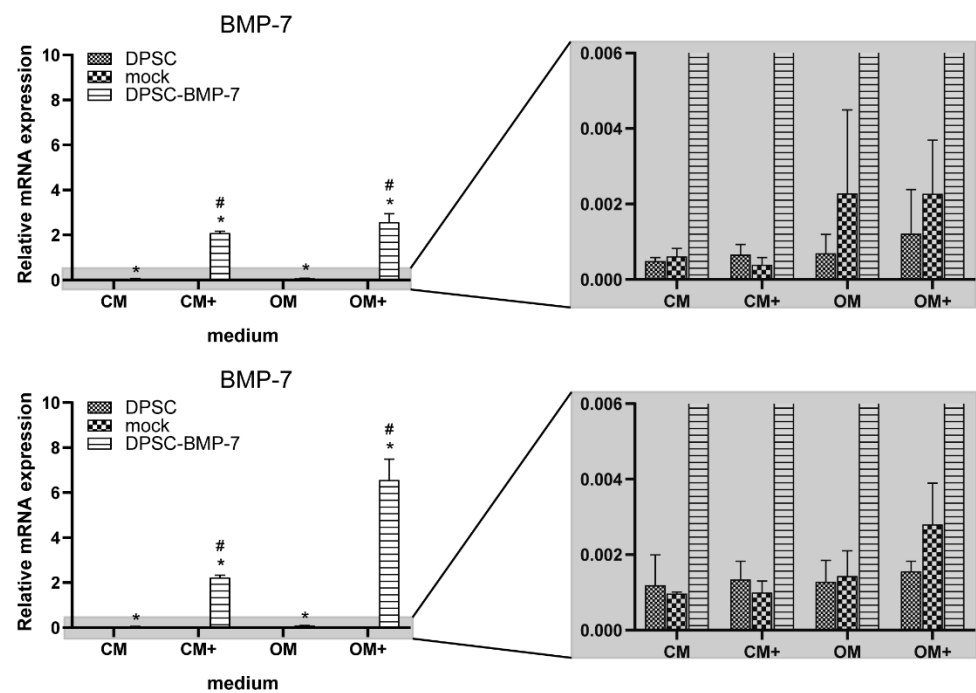 BMP-7
Relative mRNA expression
10
8
6
4
2
0
DPSC
mock
DPSC-BMP-7
*
#
*
*
#
*
CM CM+ OM OM+
medium
0.006
0.004
0.002
0.000
CM CM+ OM OM+
BMP-7
Relative mRNA expression
10
8
6
4
2
0
DPSC
mock
DPSC-BMP-7
*
#
*
*
#
*
CM CM+ OM OM+
medium
0.006
0.004
0.002
0.000
CM CM+ OM OM+